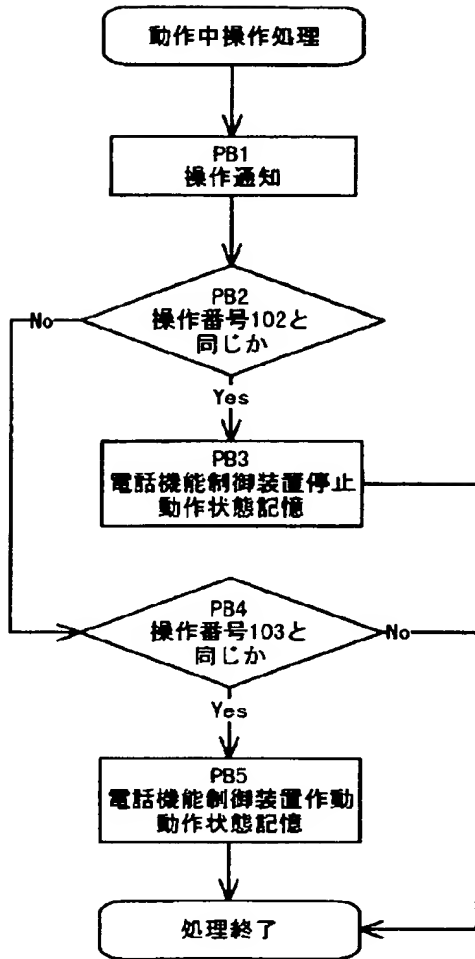 動作中操作処理
PB1
操作通知
PB2
操作番号102と
同じか
No
Yes
PB3
電話機能制御装置停止
動作状態記憶
PB4
操作番号103と
同じか
No
Yes
PB5
電話機能制御装置作動
動作状態記憶
処理終了